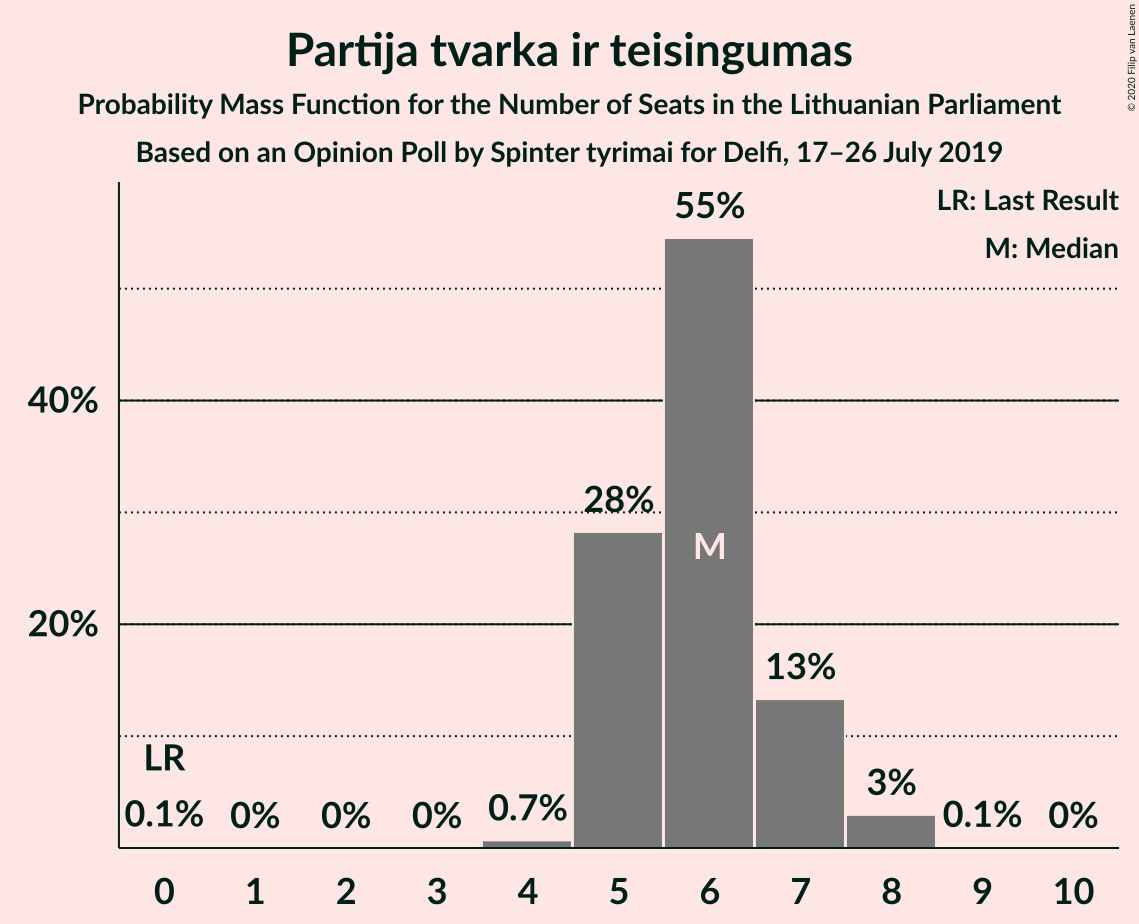 Partija tvarka ir teisingumas
Probability Mass Function for the Number of Seats in the Lithuanian Parliament
Based on an Opinion Poll by Spinter tyrimai for Delfi, 17–26 July 2019
© 2020 Filip van Laenen
LR: Last Result
M: Median
55%
40%
28%
M
20%
13%
LR
3%
0.1% 0% 0% 0% 0.7% 0.1% 0%
0 1 2 3 4 5 6 7 8 9 10